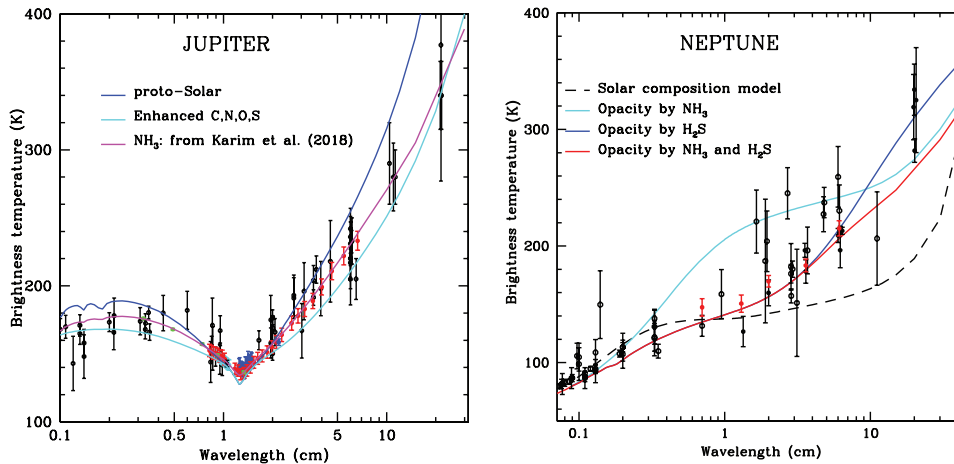 JUPITER
proto-Solar
Enhanced C,N,O,S
NH₃: from Karim et al. (2018)
Brightness temperature (K)
400
300
200
100
0.1
0.5
1
5
10
Wavelength (cm)
NEPTUNE
Solar composition model
Opacity by NH₃
Opacity by H₂S
Opacity by NH₃ and H₂S
Brightness temperature (K)
400
300
200
100
0.1
1
10
Wavelength (cm)